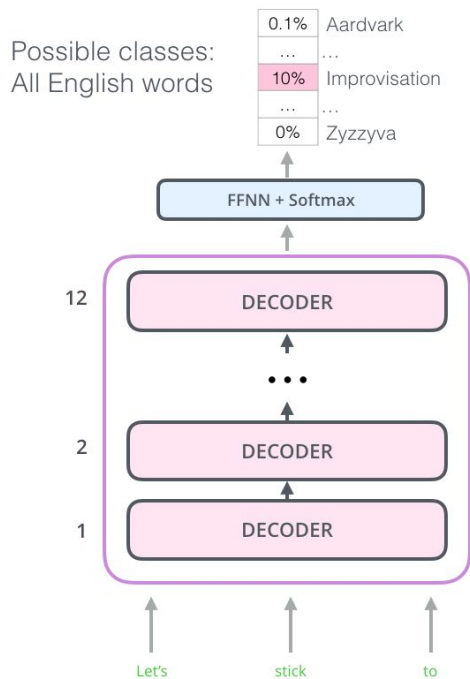 Possible classes:
All English words
0.1% Aardvark
... ...
10% Improvisation
... ...
0% Zyzzyva
FFNN + Softmax
12 DECODER
...
2 DECODER
1 DECODER
Let's stick to